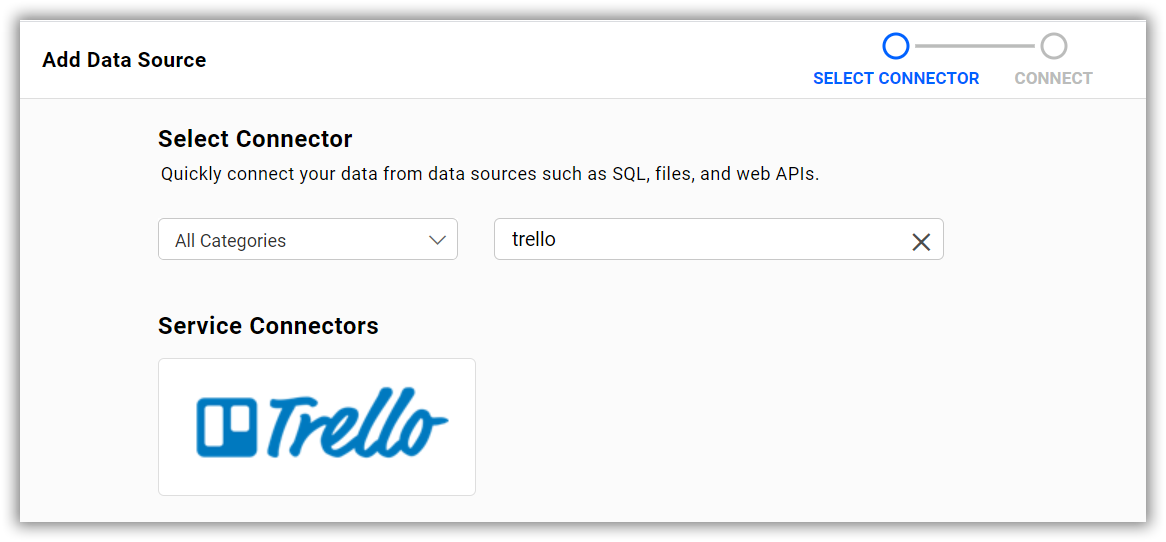 Add Data Source
SELECT CONNECTOR
CONNECT
Select Connector
Quickly connect your data from data sources such as SQL, files, and web APIs.
All Categories
trello
Service Connectors
Trello